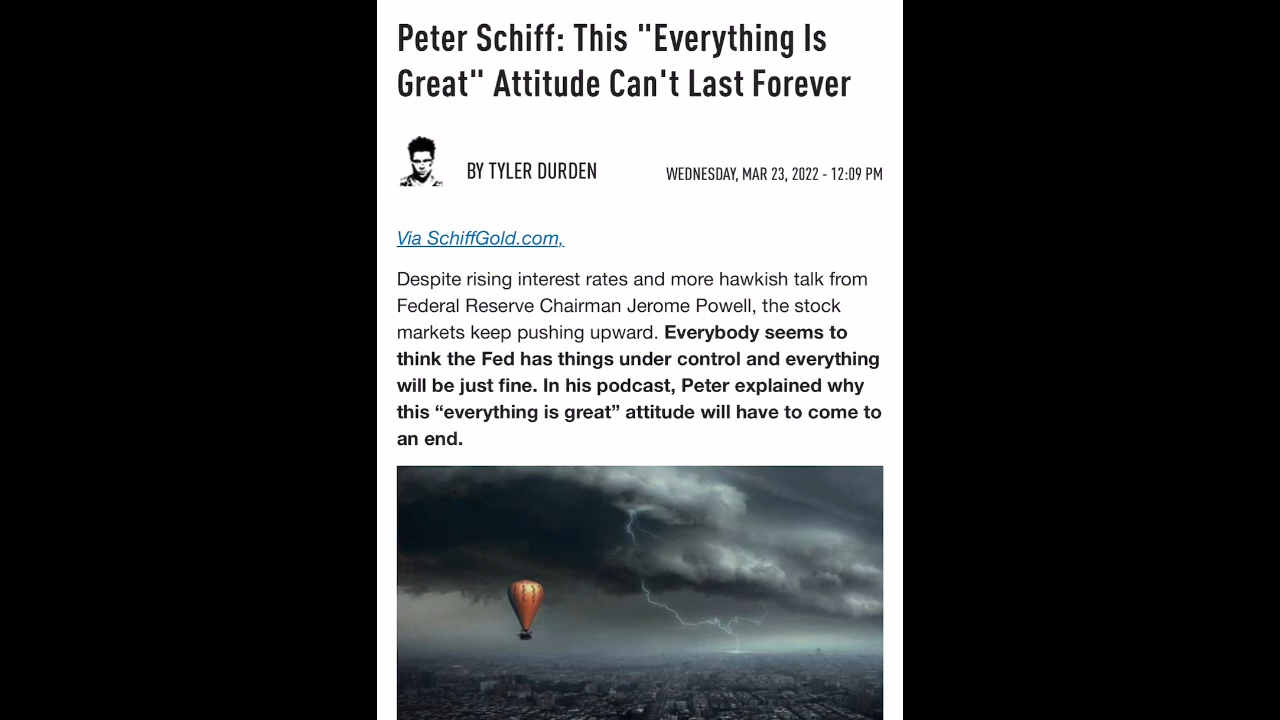 Peter Schiff: This "Everything Is
Great" Attitude Can't Last Forever
BY TYLER DURDEN
WEDNESDAY, MAR 23, 2022 - 12:09 PM
Via SchiffGold.com,
Despite rising interest rates and more hawkish talk from
Federal Reserve Chairman Jerome Powell, the stock
markets keep pushing upward. Everybody seems to
think the Fed has things under control and everything
will be just fine. In his podcast, Peter explained why
this “everything is great” attitude will have to come to
an end.